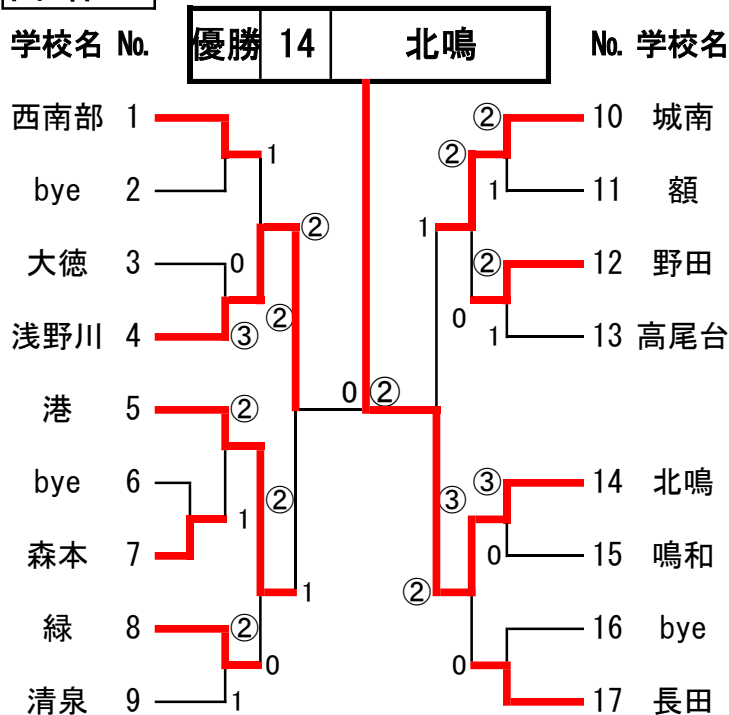 優勝 14 北鳴
学校名 No. No. 学校名
西南部 1 ② 10 城南
1 ②
bye 2 1 11 額
② 1
大徳 3 0 ② 12 野田
② 0
浅野川 4 ③ 1 13 高尾台
0 ②
港 5 ②
bye 6 ② ③ ③ 14 北鳴
1
森本 7 0 15 鳴和
1 ②
緑 8 ② 16 bye
0 0
清泉 9 1 17 長田